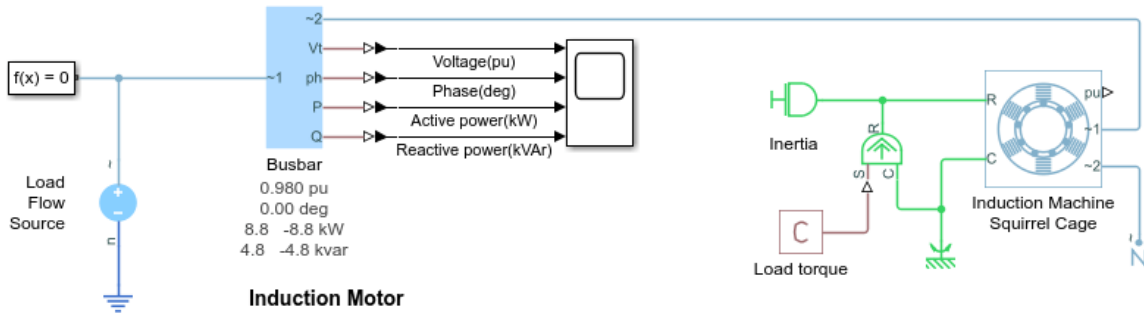 f(x) = 0
~
+
−
n
Load
Flow
Source
~1
~2
Vt
ph
P
Q
Busbar
0.980 pu
0.00 deg
8.8 -8.8 kW
4.8 -4.8 kvar
Voltage(pu)
Phase(deg)
Active power(kW)
Reactive power(kVAr)
Induction Motor
Inertia
R
S
C
C
Load torque
R
C
pu
~1
~2
Induction Machine
Squirrel Cage
~
N